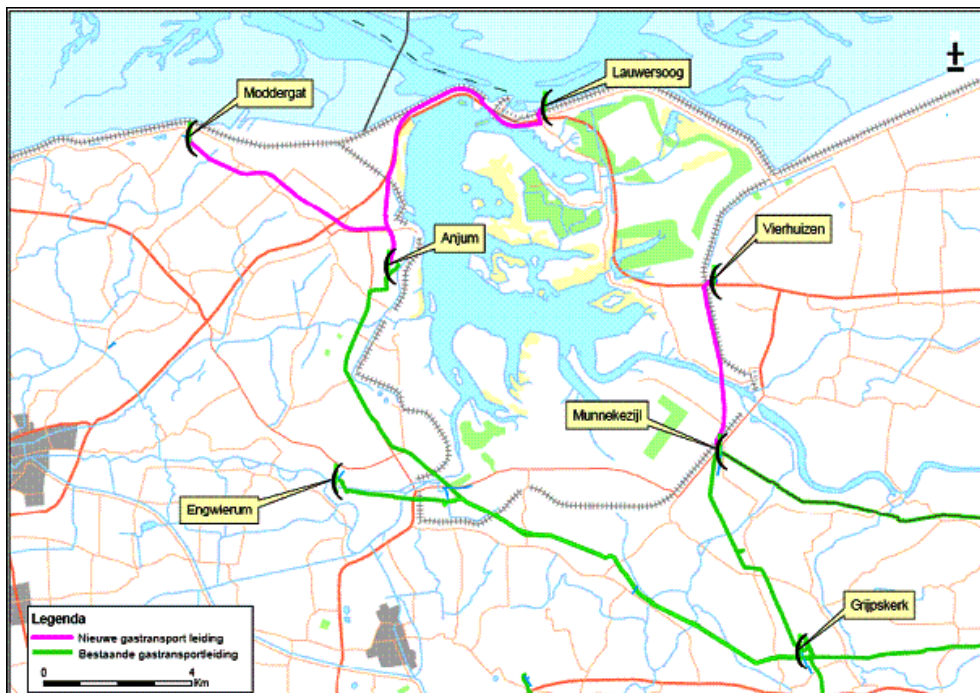 Lauwersoog
Moddergat
Vierhuizen
Anjum
Munnekezijl
Engwierum
Grijpskerk
Legenda
Nieuwe gastransport leiding
Bestaande gastransportleiding
0 4
Km